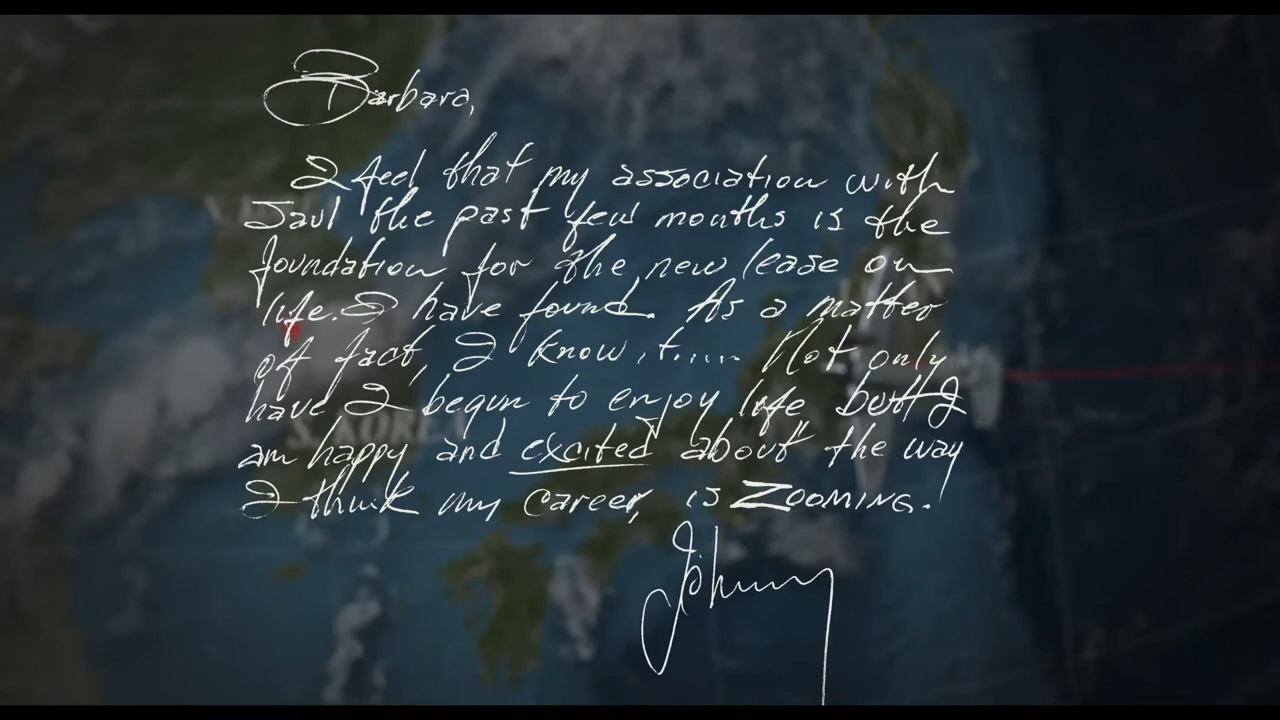 Barbara,
I feel that my association with
Saul the past few months is the
foundation for the new lease on
life I have found. As a matter
of fact, I know it..... Not only
have I begun to enjoy life but I
am happy and excited about the way
I think my career, is ZOOMING.
Johnny
S. KOREA